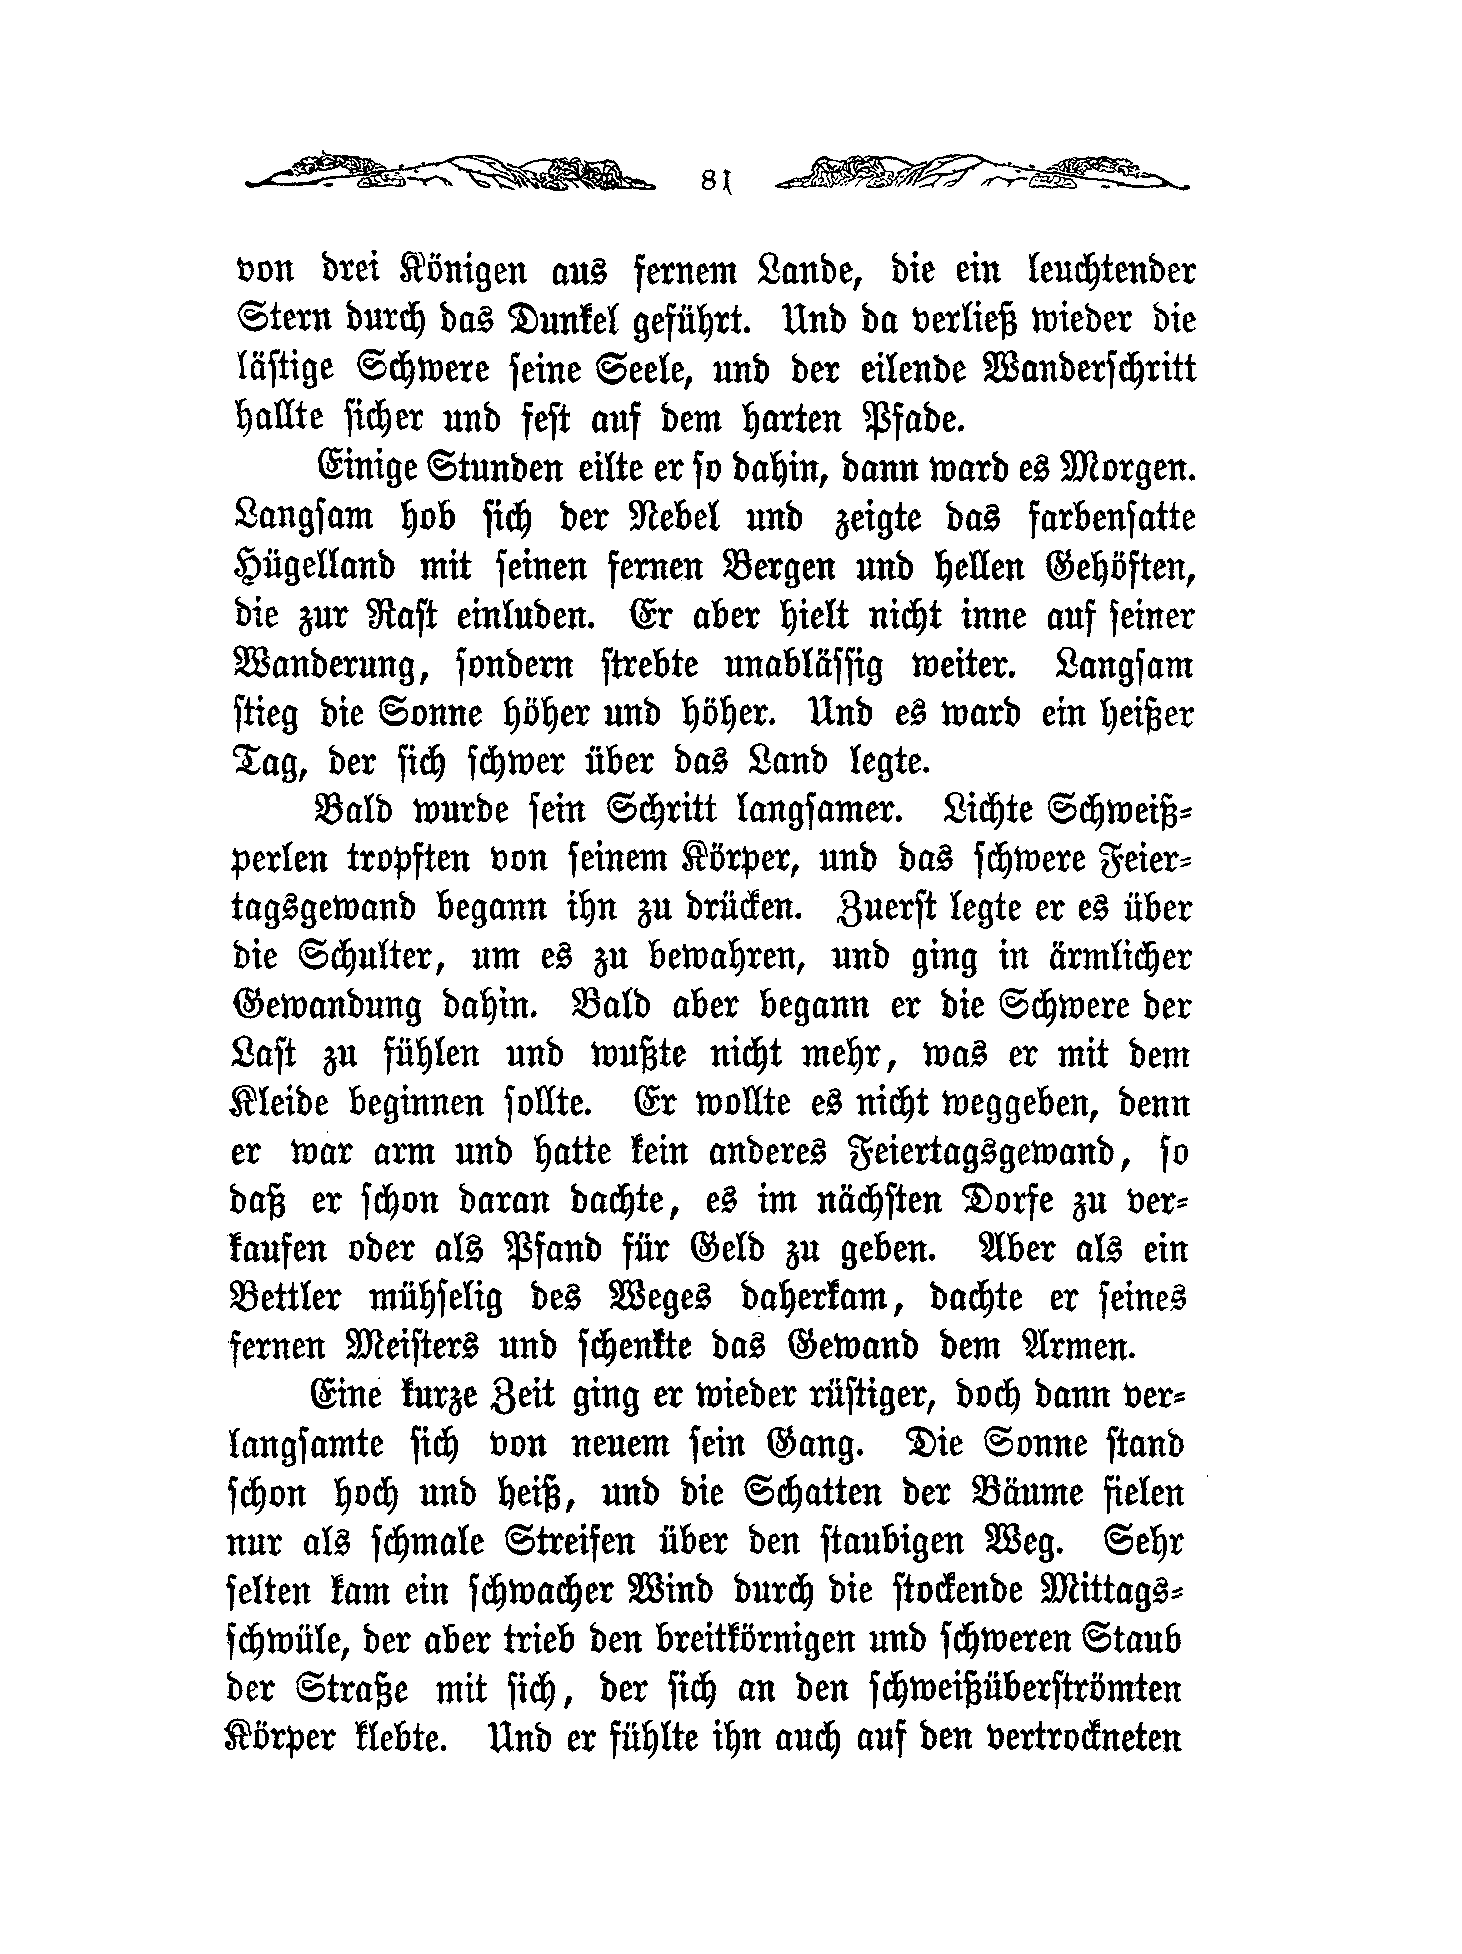 81
von drei Königen aus fernem Lande, die ein leuchtender
Stern durch das Dunkel geführt. Und da verließ wieder die
lästige Schwere seine Seele, und der eilende Wanderschritt
hallte sicher und fest auf dem harten Pfade.
Einige Stunden eilte er so dahin, dann ward es Morgen.
Langsam hob sich der Nebel und zeigte das farbensatte
Hügelland mit seinen fernen Bergen und hellen Gehöften,
die zur Rast einluden. Er aber hielt nicht inne auf seiner
Wanderung, sondern strebte unablässig weiter. Langsam
stieg die Sonne höher und höher. Und es ward ein heißer
Tag, der sich schwer über das Land legte.
Bald wurde sein Schritt langsamer. Lichte Schweiß-
perlen tropften von seinem Körper, und das schwere Feier-
tagsgewand begann ihn zu drücken. Zuerst legte er es über
die Schulter, um es zu bewahren, und ging in ärmlicher
Gewandung dahin. Bald aber begann er die Schwere der
Last zu fühlen und wußte nicht mehr, was er mit dem
Kleide beginnen sollte. Er wollte es nicht weggeben, denn
er war arm und hatte kein anderes Feiertagsgewand, so
daß er schon daran dachte, es im nächsten Dorfe zu ver-
kaufen oder als Pfand für Geld zu geben. Aber als ein
Bettler mühselig des Weges daherkam, dachte er seines
fernen Meisters und schenkte das Gewand dem Armen.
Eine kurze Zeit ging er wieder rüstiger, doch dann ver-
langsamte sich von neuem sein Gang. Die Sonne stand
schon hoch und heiß, und die Schatten der Bäume fielen
nur als schmale Streifen über den staubigen Weg. Sehr
selten kam ein schwacher Wind durch die stockende Mittags-
schwüle, der aber trieb den breitkörnigen und schweren Staub
der Straße mit sich, der sich an den schweißüberströmten
Körper klebte. Und er fühlte ihn auch auf den vertrockneten